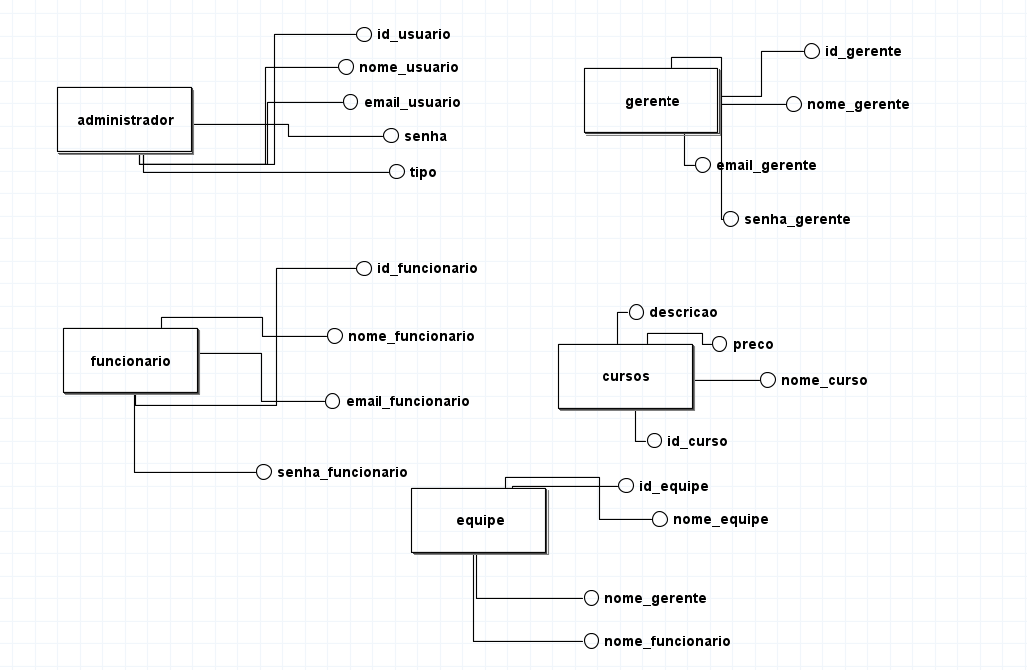 administrador
id_usuario
nome_usuario
email_usuario
senha
tipo
gerente
id_gerente
nome_gerente
email_gerente
senha_gerente
funcionario
id_funcionario
nome_funcionario
email_funcionario
senha_funcionario
cursos
descricao
preco
nome_curso
id_curso
equipe
id_equipe
nome_equipe
nome_gerente
nome_funcionario